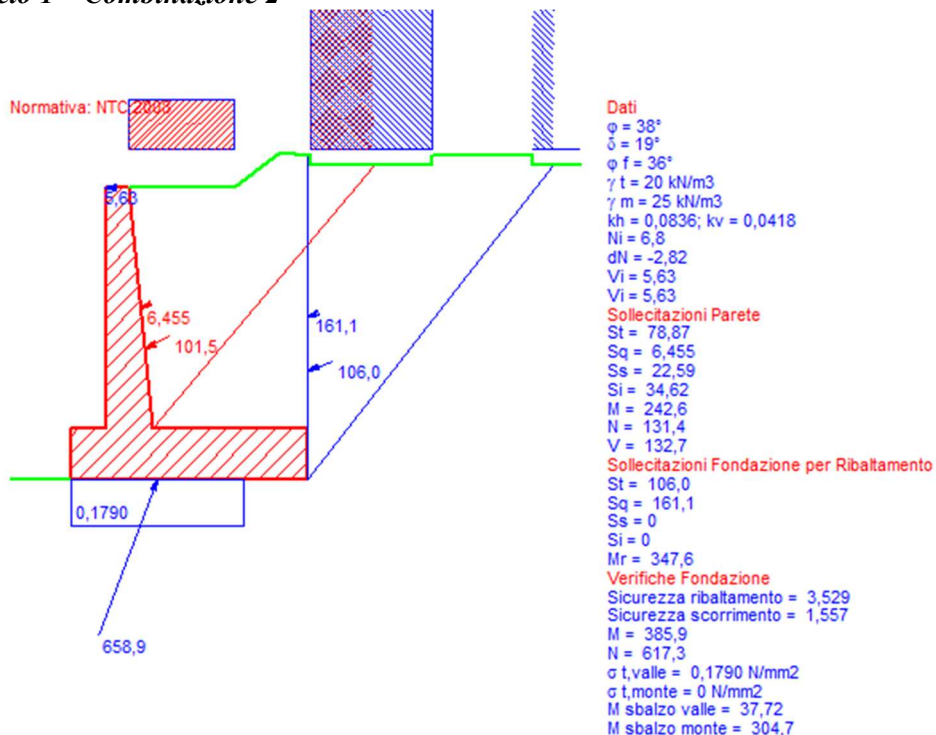 Combinazione 2
Normativa: NTC 2008
5,63
6,455
101,5
161,1
106,0
0,1790
658,9
Dati
φ = 38°
δ = 19°
φ f = 36°
γ t = 20 kN/m3
γ m = 25 kN/m3
kh = 0,0836; kv = 0,0418
Ni = 6,8
dN = -2,82
Vi = 5,63
Vi = 5,63
Sollecitazioni Parete
St = 78,87
Sq = 6,455
Ss = 22,59
Si = 34,62
M = 242,6
N = 131,4
V = 132,7
Sollecitazioni Fondazione per Ribaltamento
St = 106,0
Sq = 161,1
Ss = 0
Si = 0
Mr = 347,6
Verifiche Fondazione
Sicurezza ribaltamento = 3,529
Sicurezza scorrimento = 1,557
M = 385,9
N = 617,3
σ t,valle = 0,1790 N/mm2
σ t,monte = 0 N/mm2
M sbalzo valle = 37,72
M sbalzo monte = 304,7